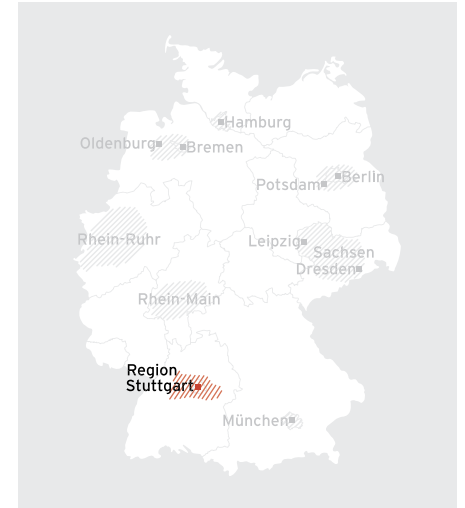 Hamburg
Oldenburg
Bremen
Berlin
Potsdam
Rhein-Ruhr
Leipzig
Sachsen
Dresden
Rhein-Main
Region
Stuttgart
München